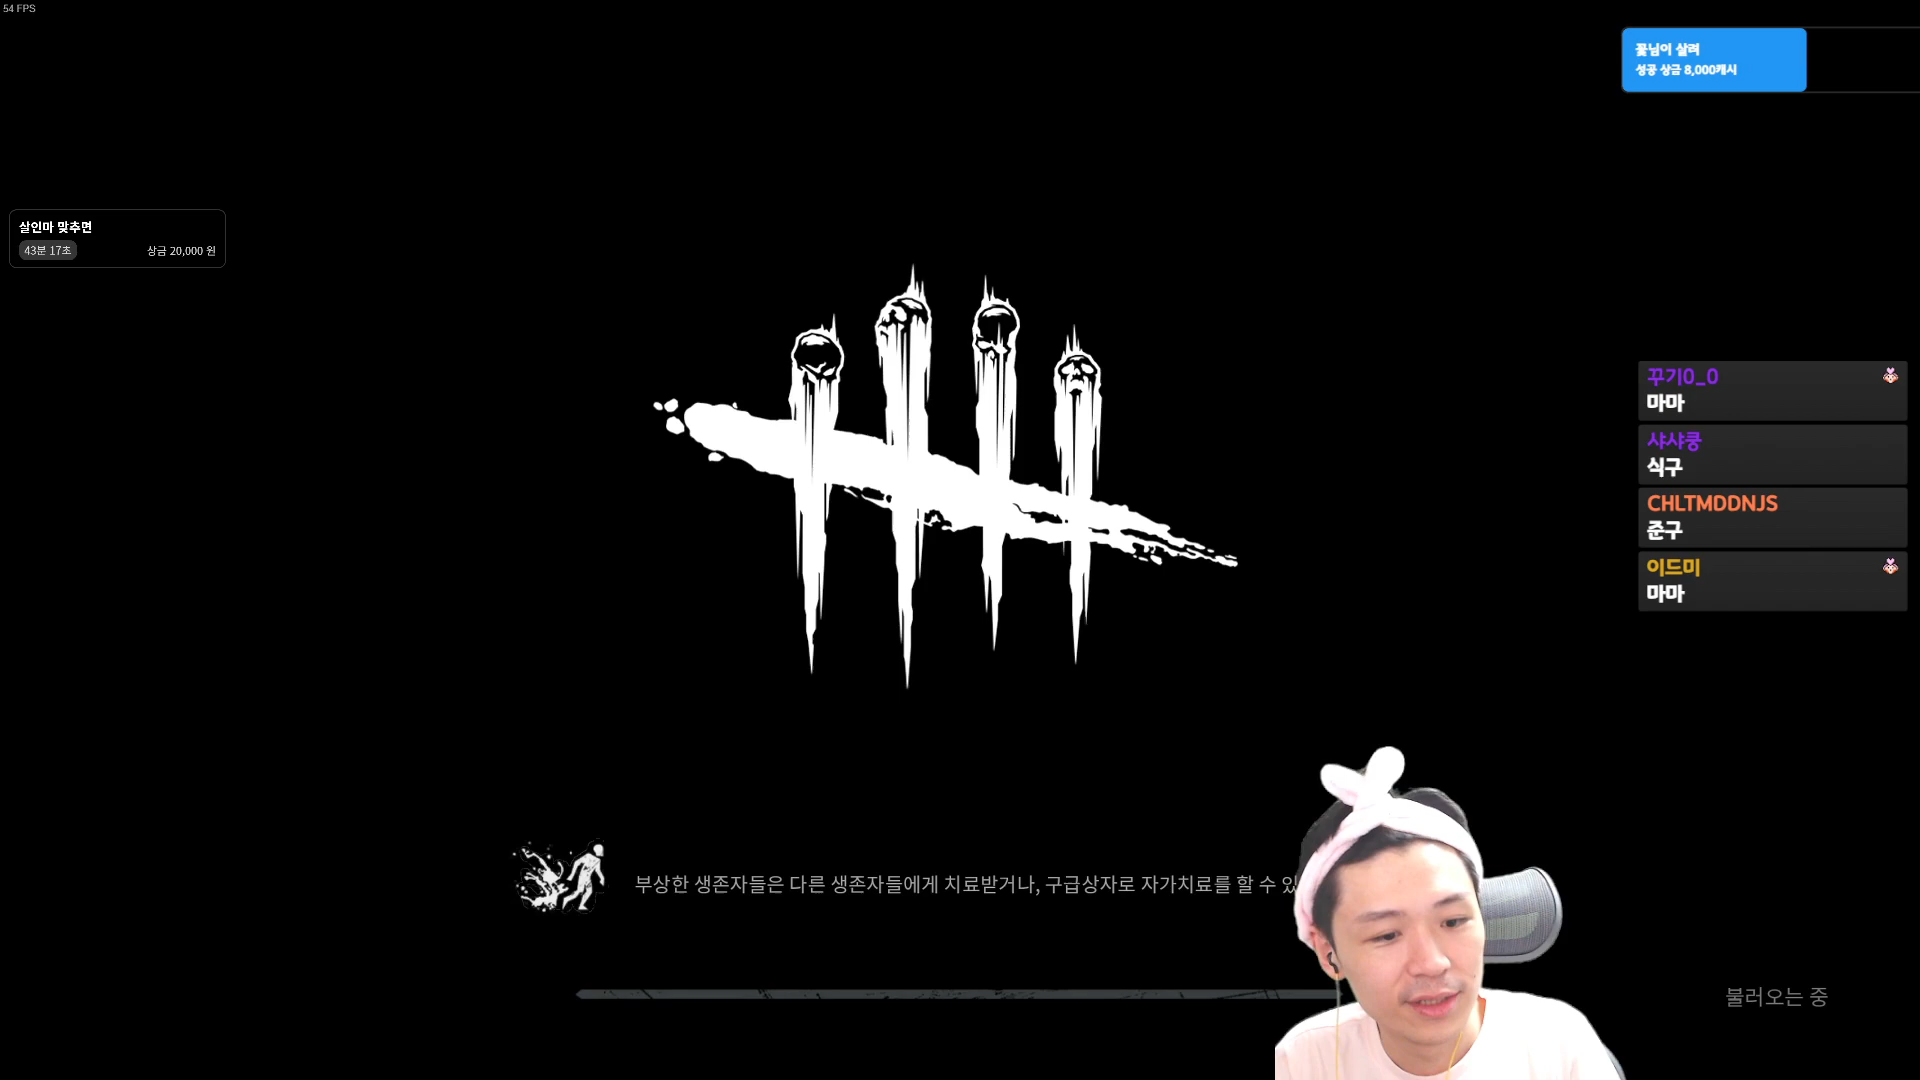 54 FPS
꽃님이 살려
성공 상금 8,000캐시
살인마 맞추면
43분 17초
상금 20,000 원
꾸기0_0
마마
샤샤쿵
식구
CHLTMDDNJS
준구
이드미
마마
부상한 생존자들은 다른 생존자들에게 치료받거나, 구급상자로 자가치료를 할 수 있
불러오는 중